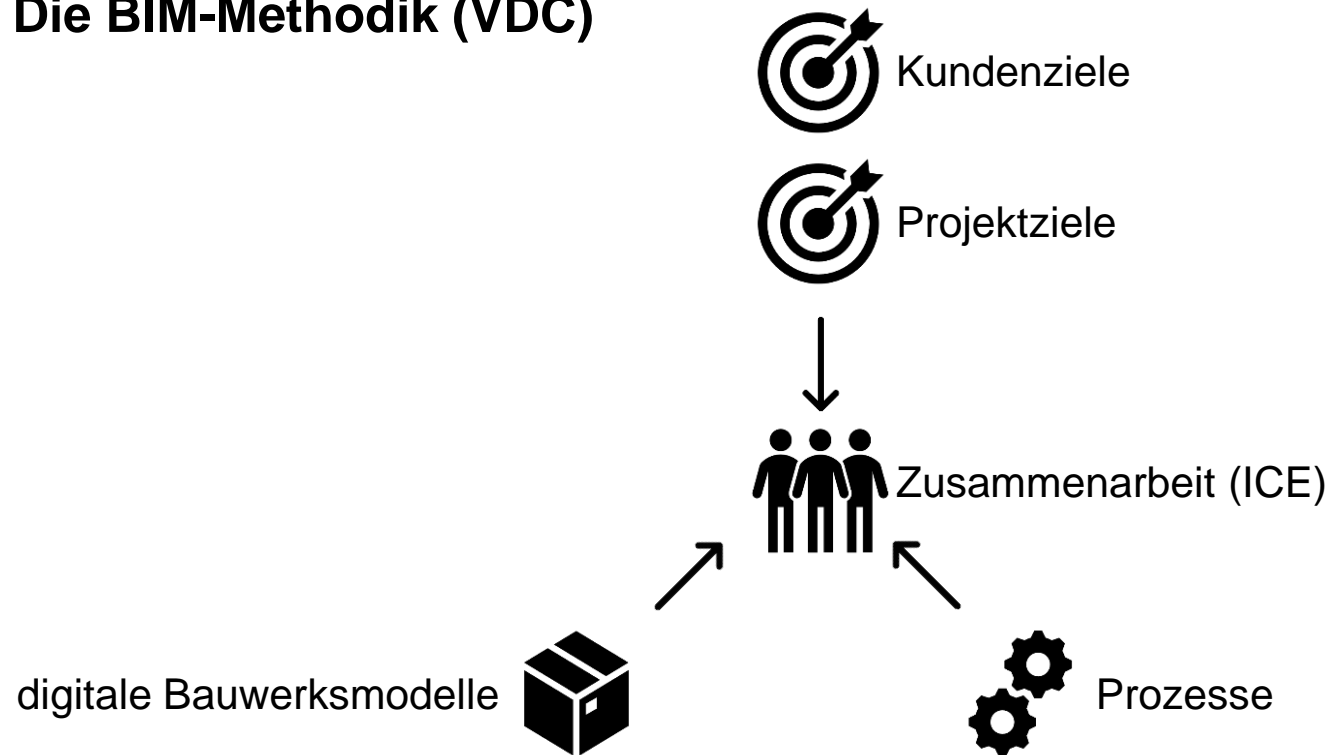 Die BIM-Methodik (VDC)
Kundenziele
Projektziele
Zusammenarbeit (ICE)
digitale Bauwerksmodelle
Prozesse